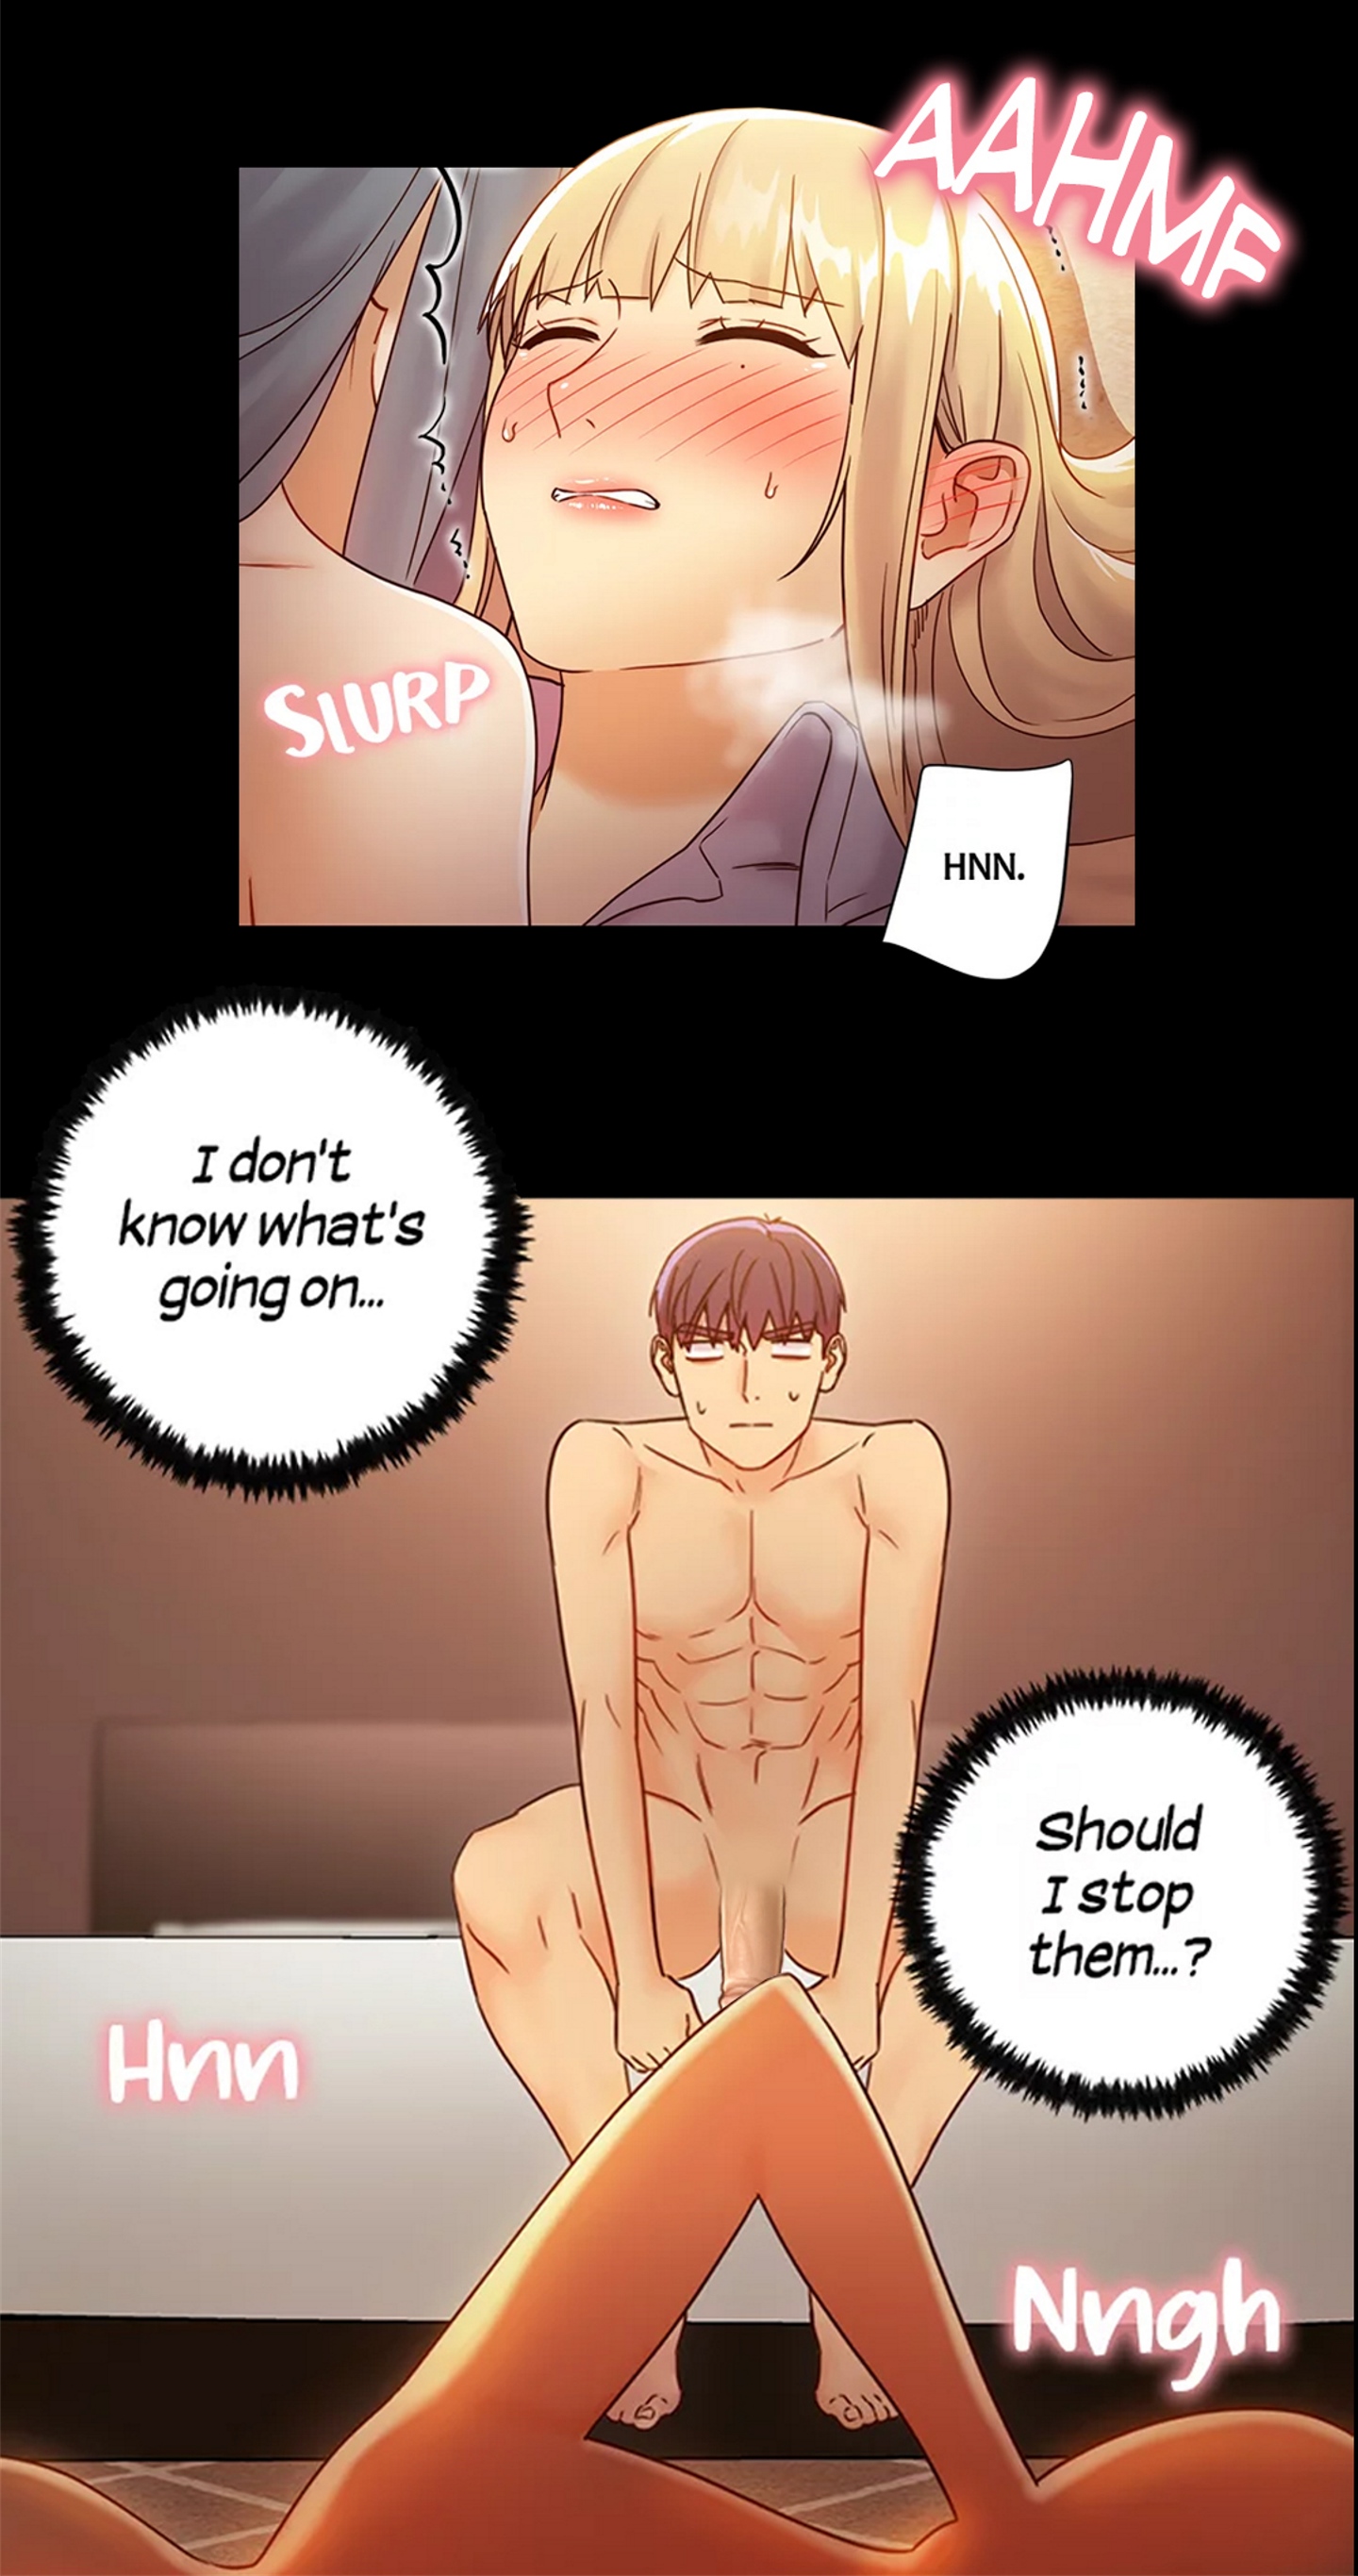 AAHMF
SLURP
HNN.
I don't
know what's
going on...
Should
I stop
them...?
Hnn
Nngh